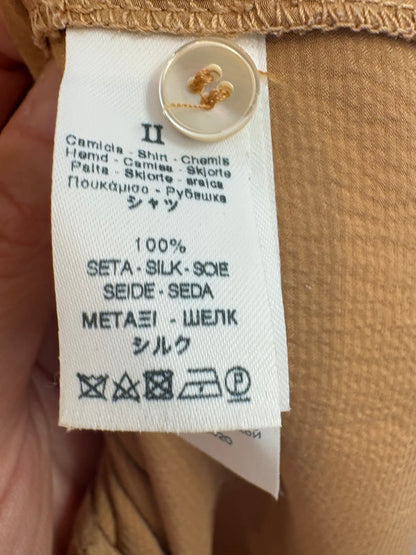 II
Camicia - Shirt - Chemis
Hemd - Camisa - Skjorte
Paita - Skjorte -
Πουκάμισο - Рубашка
シャツ
100%
SETA - SILK - SOIE
SEIDE - SEDA
ΜΕΤΑΞΙ - ШЕЛК
シルク
P